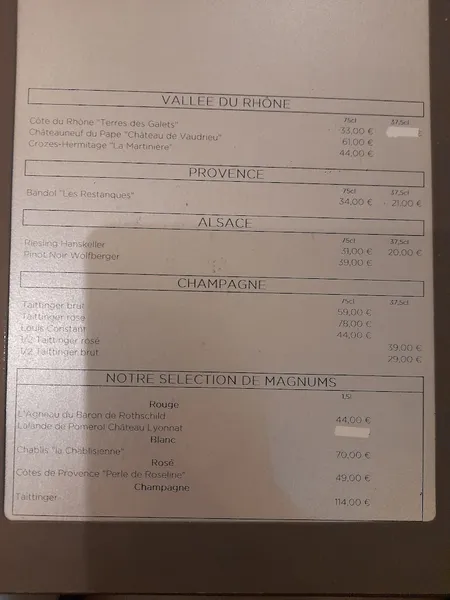 VALLEE DU RHÔNE
75cl 37,5cl
Côte du Rhône "Terres des Galets" 33,00 €
Châteauneuf du Pape "Château de Vaudrieu" 61,00 €
Crozes-Hermitage "La Martinière" 44,00 €
PROVENCE
75cl 37,5cl
Bandol "Les Restanques" 34,00 € 21,00 €
ALSACE
75cl 37,5cl
Riesling Hanskeller 31,00 € 20,00 €
Pinot Noir Wolfberger 39,00 €
CHAMPAGNE
75cl 37,5cl
Taittinger brut 59,00 €
Taittinger rosé 78,00 €
Louis Constant 44,00 €
1/2 Taittinger rosé 39,00 €
1/2 Taittinger brut 29,00 €
NOTRE SELECTION DE MAGNUMS
Rouge
L'Agneau du Baron de Rothschild 44,00 €
Lalande de Pomerol Château Lyonnat
Blanc
Chablis "la Chablisienne" 70,00 €
Rosé
Côtes de Provence "Perle de Roseline" 49,00 €
Champagne
Taittinger 114,00 €